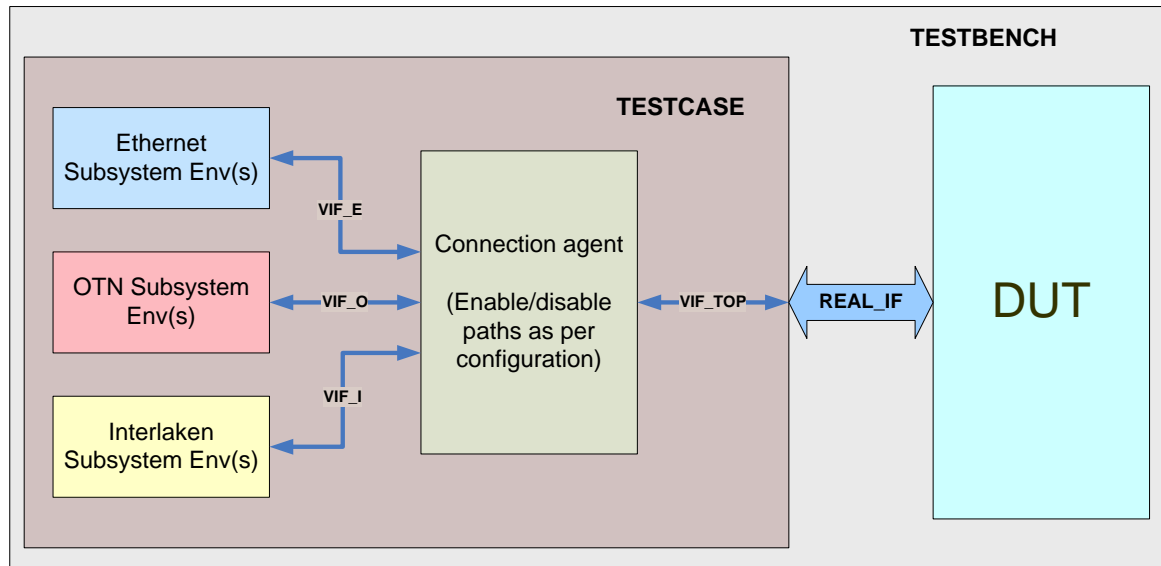 TESTBENCH
TESTCASE
Ethernet
Subsystem Env(s)
VIF_E
OTN Subsystem
Env(s)
VIF_O
Interlaken
Subsystem Env(s)
VIF_I
Connection agent
(Enable/disable
paths as per
configuration)
VIF_TOP
REAL_IF
DUT